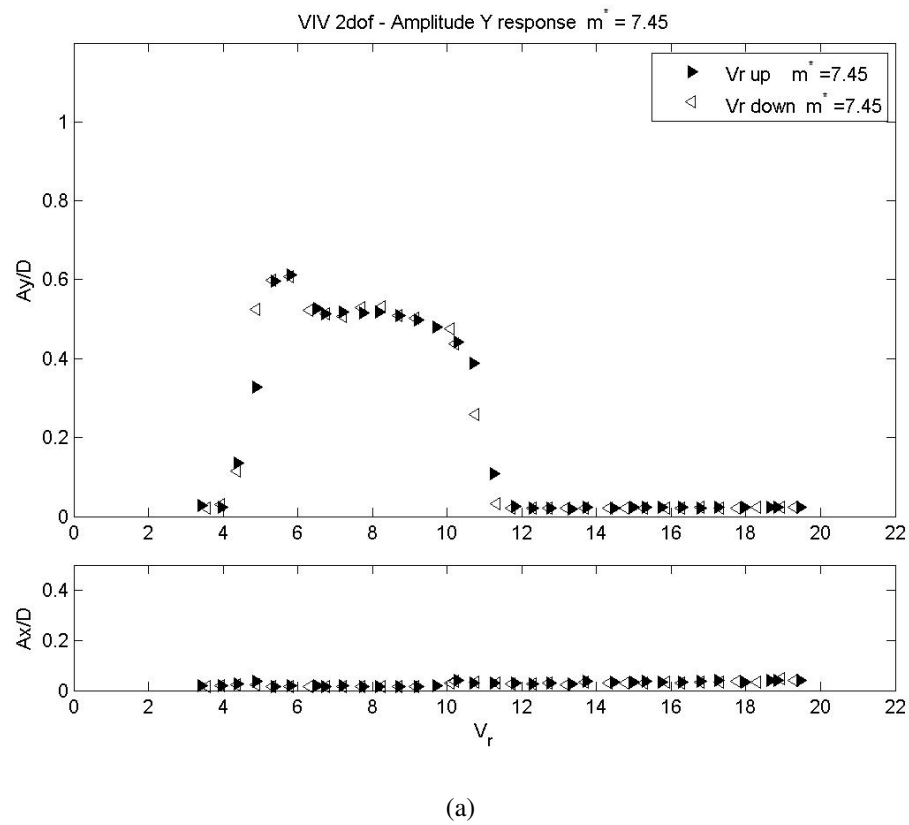 VIV 2dof - Amplitude Y response m* = 7.45
Vr up m* =7.45
Vr down m* =7.45
1
0.8
0.6
0.4
0.2
0
Ay/D
0 2 4 6 8 10 12 14 16 18 20 22
0.4
0.2
0
Ax/D
0 2 4 6 8 10 12 14 16 18 20 22
Vr
(a)